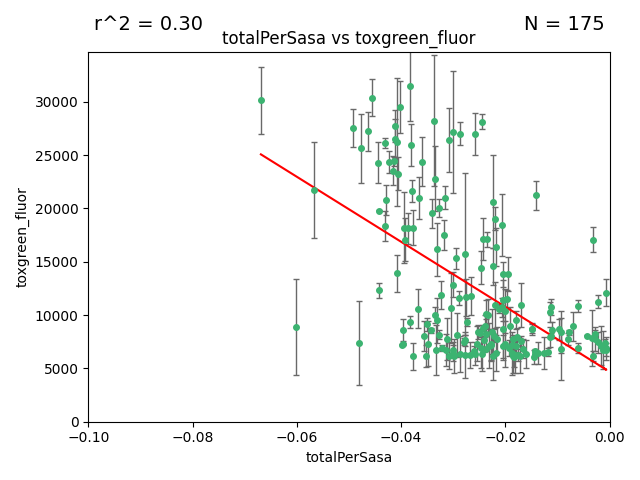 r^2 = 0.30
N = 175
totalPerSasa vs toxgreen_fluor
30000
25000
20000
15000
10000
5000
0
toxgreen_fluor
−0.10
−0.08
−0.06
−0.04
−0.02
0.00
totalPerSasa